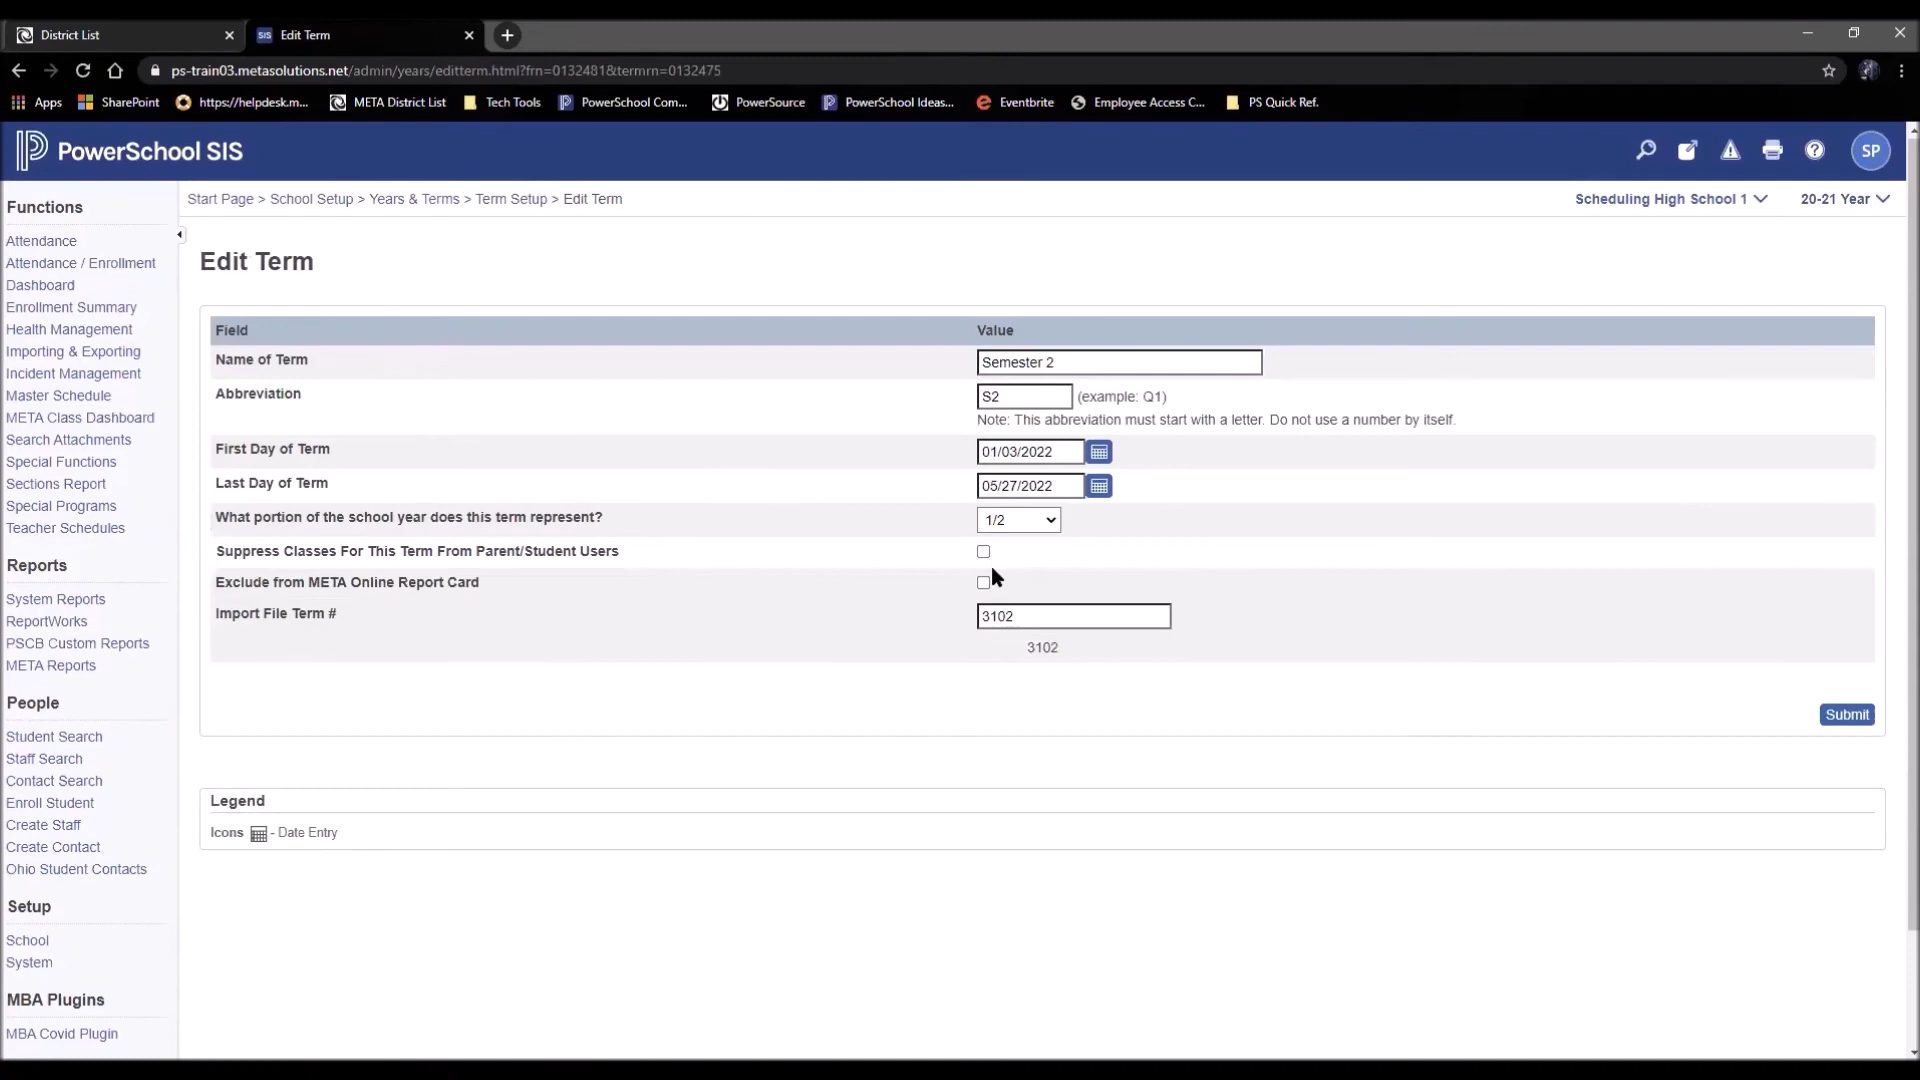 District List
Edit Term
ps-train03.metasolutions.net/admin/years/editterm.html?frn=0132481&termrn=0132475
Apps SharePoint https://helpdesk.m... META District List Tech Tools PowerSchool Com... PowerSource PowerSchool Ideas... Eventbrite Employee Access C... PS Quick Ref.
PowerSchool SIS
SP
Start Page > School Setup > Years & Terms > Term Setup > Edit Term
Scheduling High School 1
20-21 Year
Functions
Attendance
Attendance / Enrollment
Dashboard
Enrollment Summary
Health Management
Importing & Exporting
Incident Management
Master Schedule
META Class Dashboard
Search Attachments
Special Functions
Sections Report
Special Programs
Teacher Schedules
Reports
System Reports
ReportWorks
PSCB Custom Reports
META Reports
People
Student Search
Staff Search
Contact Search
Enroll Student
Create Staff
Create Contact
Ohio Student Contacts
Setup
School
System
MBA Plugins
MBA Covid Plugin
Edit Term
Field Value
Name of Term Semester 2
Abbreviation S2 (example: Q1)
Note: This abbreviation must start with a letter. Do not use a number by itself.
First Day of Term 01/03/2022
Last Day of Term 05/27/2022
What portion of the school year does this term represent? 1/2
Suppress Classes For This Term From Parent/Student Users
Exclude from META Online Report Card
Import File Term # 3102
3102
Submit
Legend
Icons - Date Entry